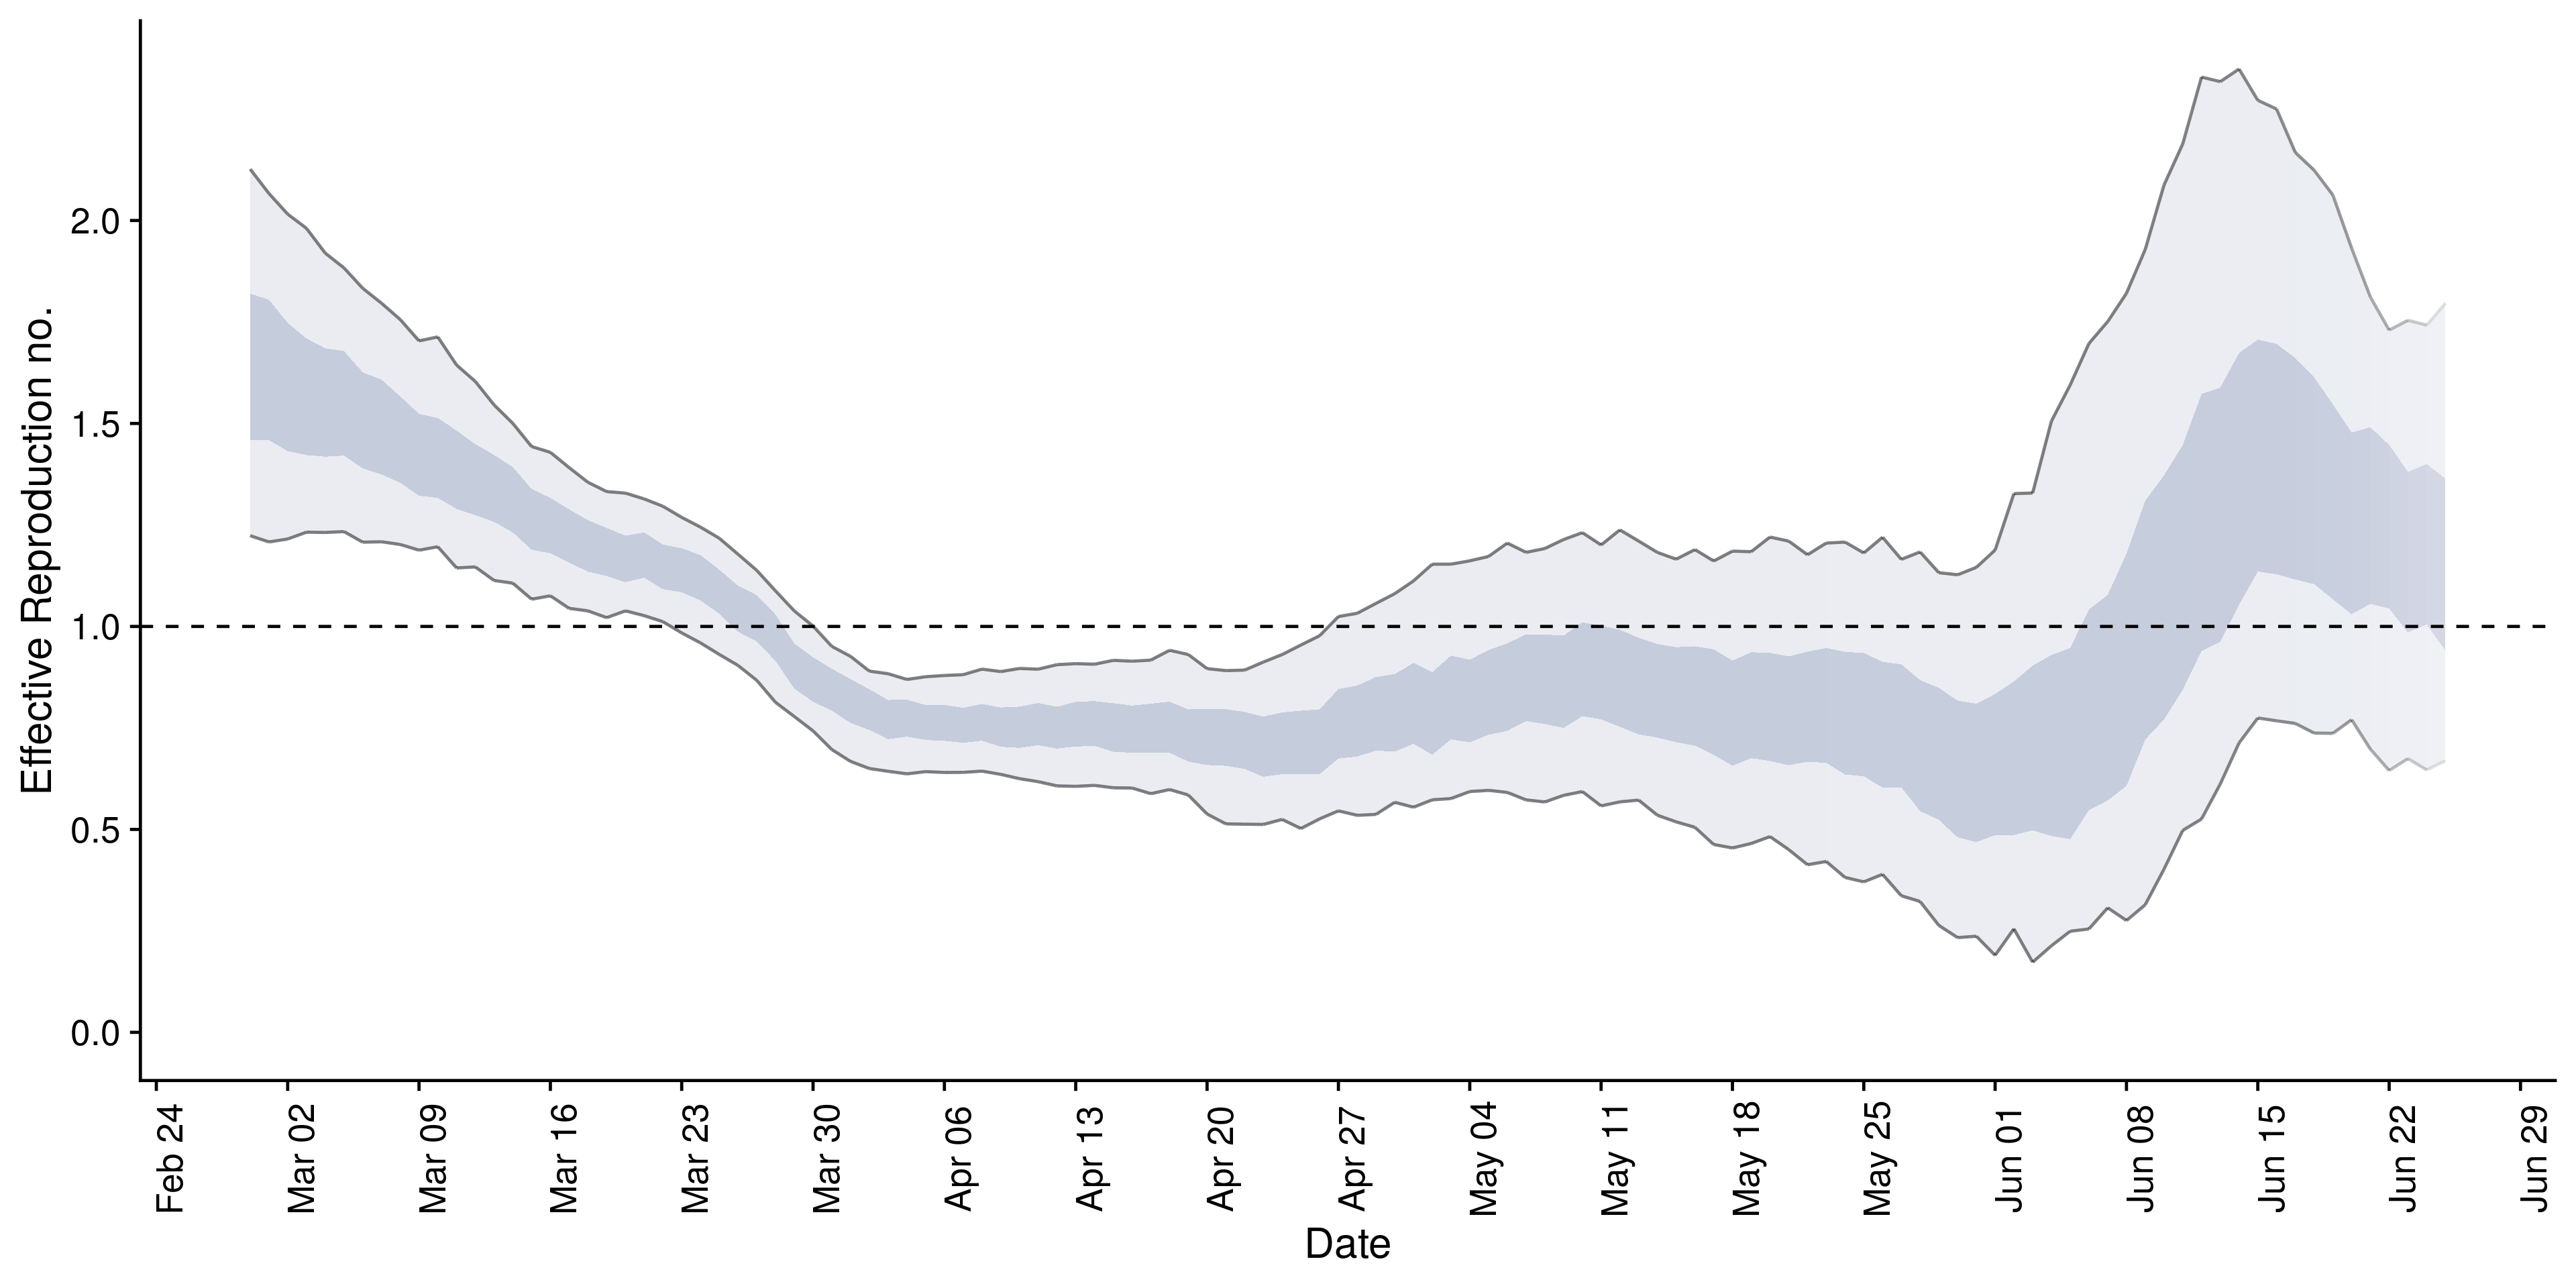 Effective Reproduction no.
2.0
1.5
1.0
0.5
0.0
Feb 24
Mar 02
Mar 09
Mar 16
Mar 23
Mar 30
Apr 06
Apr 13
Apr 20
Apr 27
May 04
May 11
May 18
May 25
Jun 01
Jun 08
Jun 15
Jun 22
Jun 29
Date